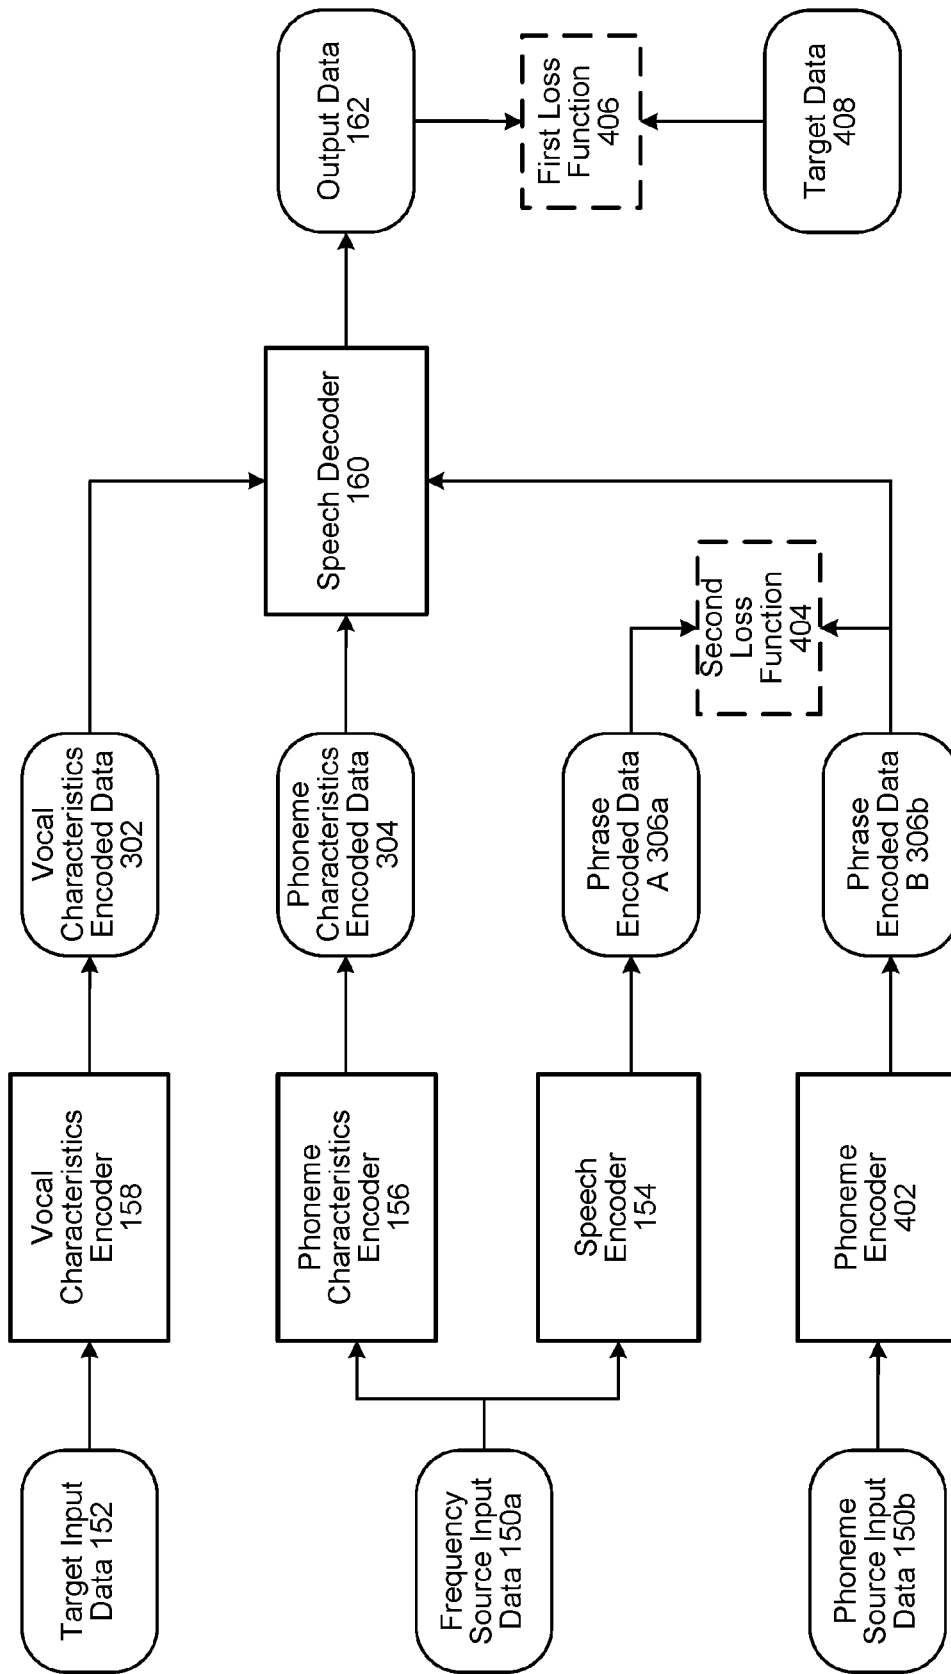 Target Input
Data 152
Vocal
Characteristics
Encoder
158
Vocal
Characteristics
Encoded Data
302
Frequency
Source Input
Data 150a
Phoneme
Characteristics
Encoder
156
Phoneme
Characteristics
Encoded Data
304
Speech Decoder
160
Output Data
162
Speech
Encoder
154
Phrase
Encoded Data
A 306a
Second
Loss
Function
404
First Loss
Function
406
Phoneme
Source Input
Data 150b
Phoneme
Encoder
402
Phrase
Encoded Data
B 306b
Target Data
408